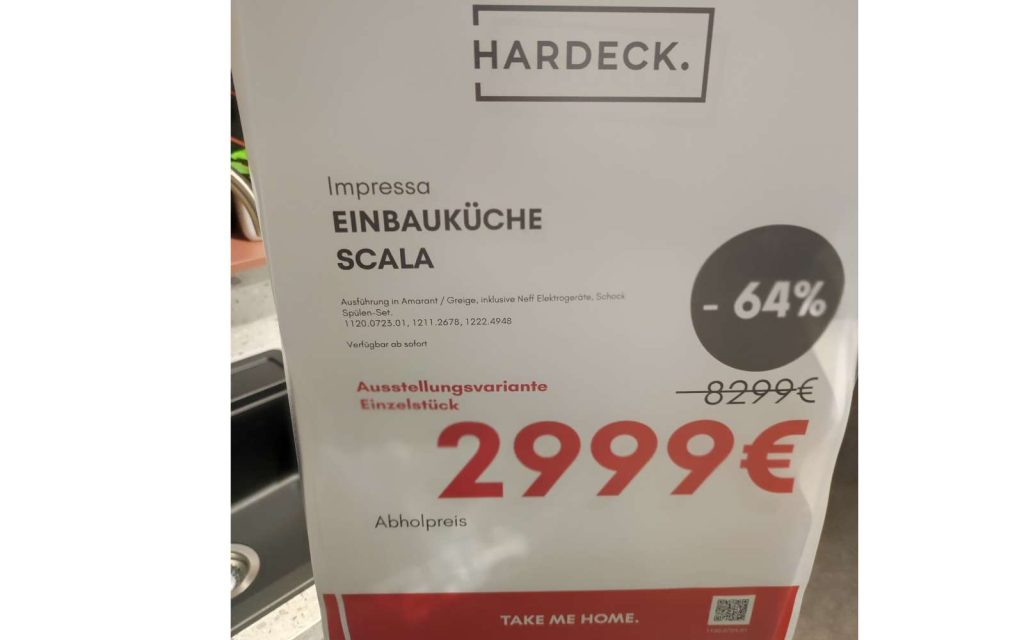 HARDECK.
Impressa
EINBAUKÜCHE
SCALA
Ausführung in Amarant / Greige, inklusive Neff Elektrogeräte, Schock
Spülen-Set.
1120.0723.01, 1211.2678, 1222.4948
Verfügbar ab sofort
- 64%
Ausstellungsvariante
Einzelstück
8299€
2999€
Abholpreis
TAKE ME HOME.